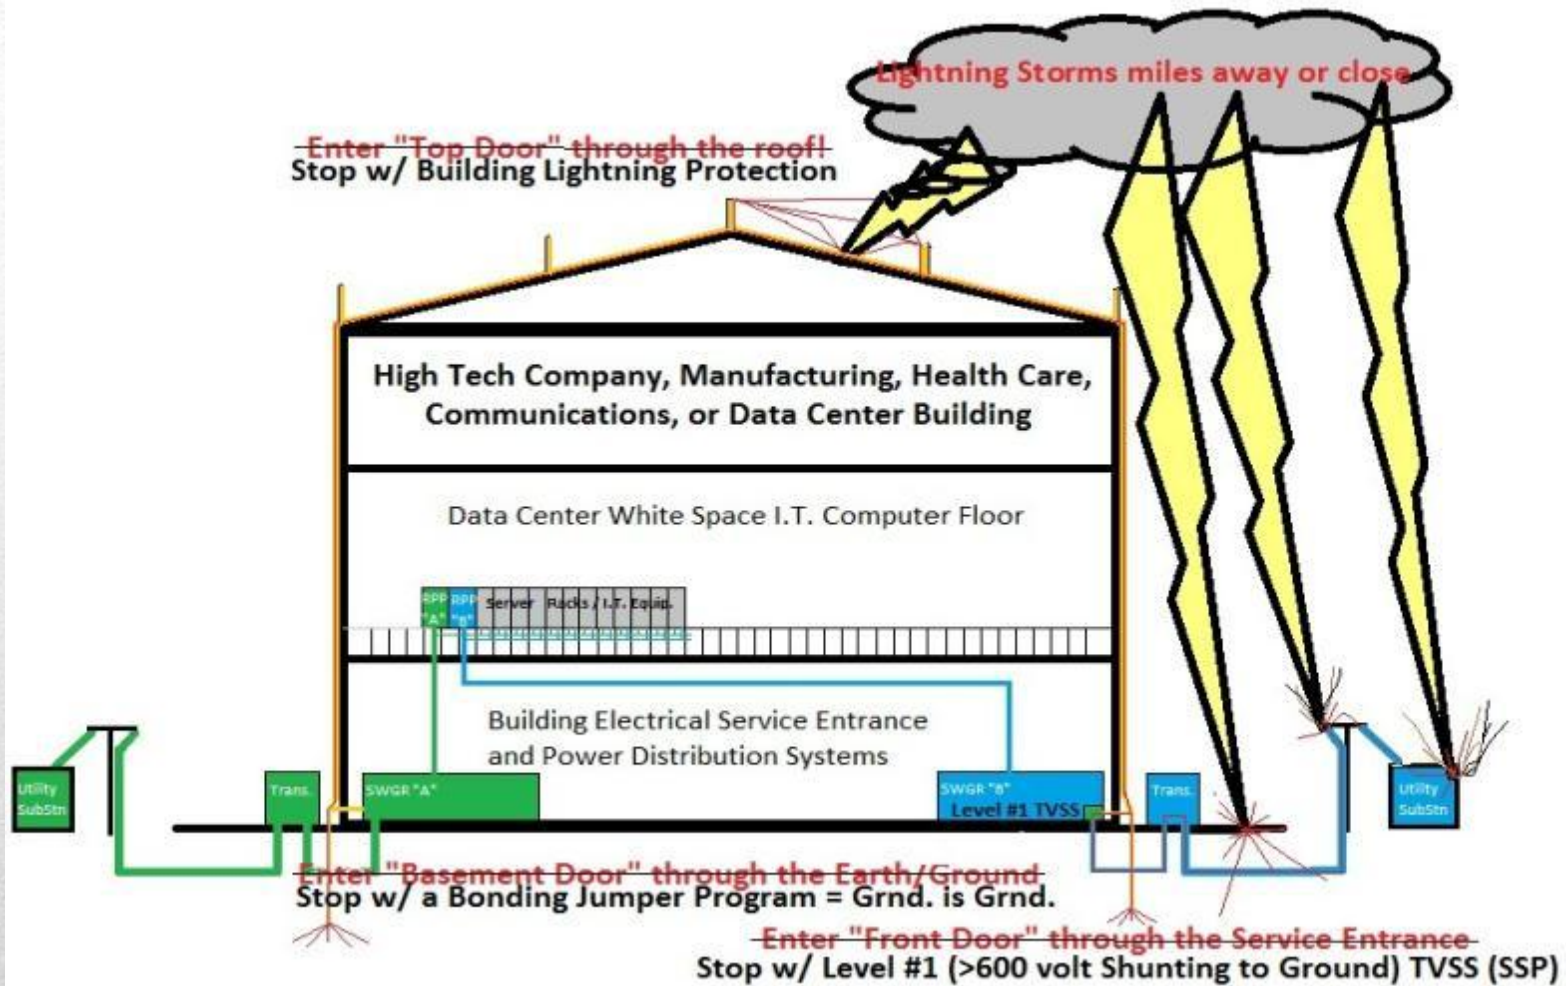 Lightning Storms miles away or close
Enter "Top Door" through the roof!
Stop w/ Building Lightning Protection
High Tech Company, Manufacturing, Health Care,
Communications, or Data Center Building
Data Center White Space I.T. Computer Floor
RPP "A"
RPP "B"
Server Racks / I.T. Equip.
Building Electrical Service Entrance
and Power Distribution Systems
Utility
SubStn
Trans.
SWGR "A"
SWGR "B"
Level #1 TVSS
Trans.
Utility
SubStn
Enter "Basement Door" through the Earth/Ground
Stop w/ a Bonding Jumper Program = Grnd. is Grnd.
Enter "Front Door" through the Service Entrance
Stop w/ Level #1 (>600 volt Shunting to Ground) TVSS (SSP)